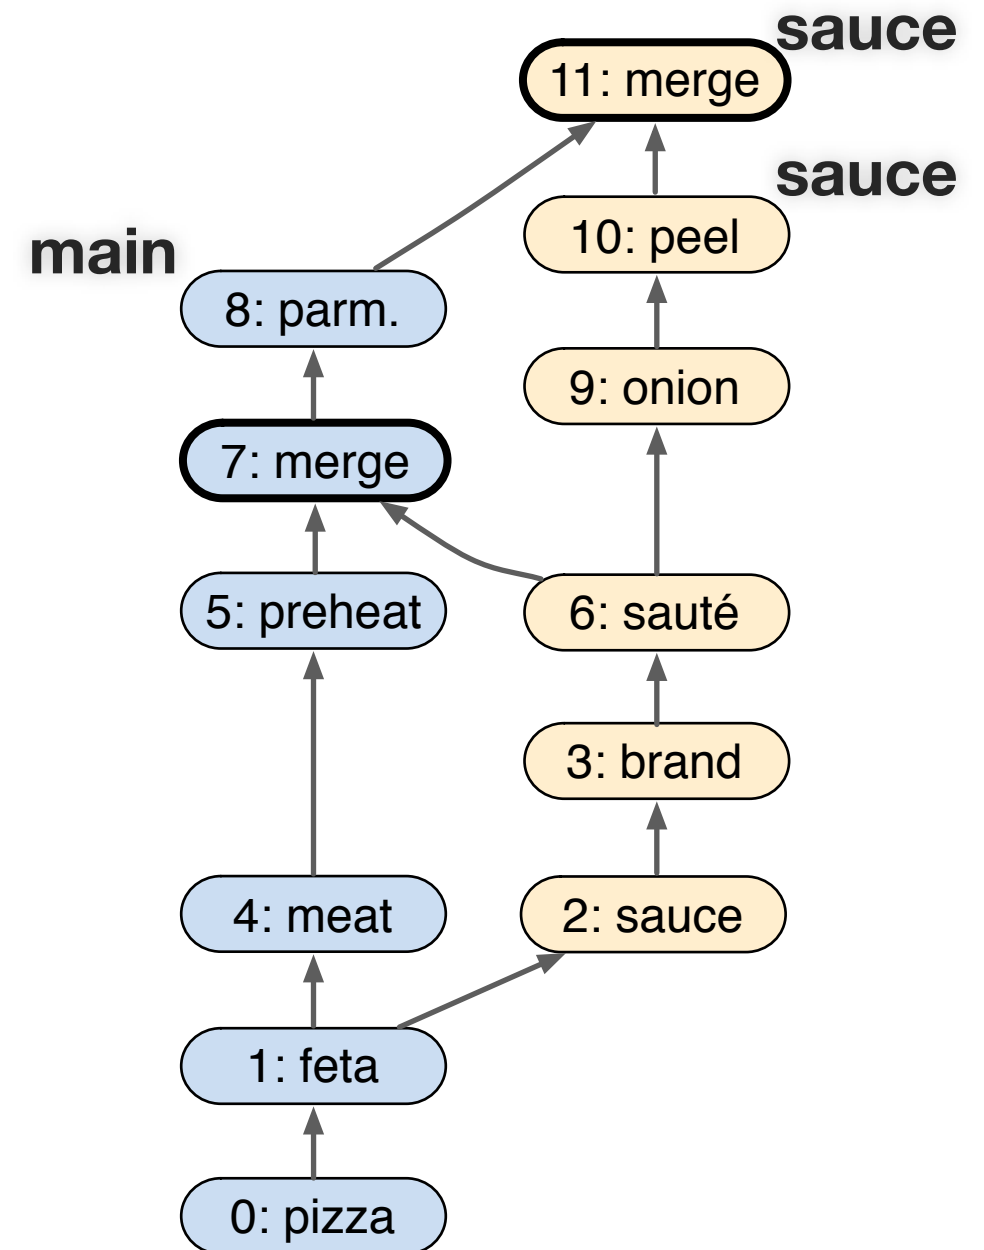 sauce
11: merge
sauce
10: peel
main
8: parm.
9: onion
7: merge
5: preheat
6: sauté
3: brand
4: meat
2: sauce
1: feta
0: pizza